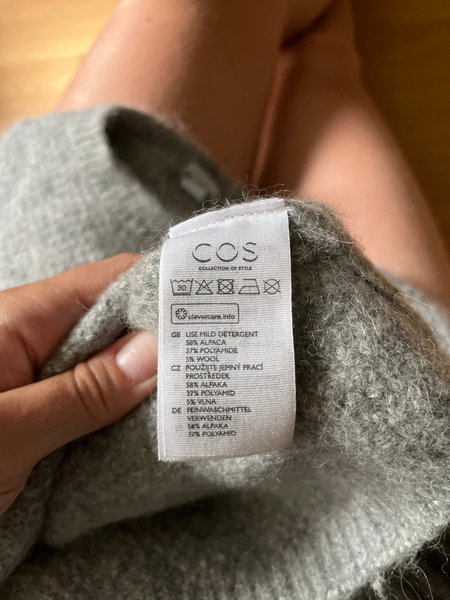 COS
COLLECTION OF STYLE
30
clevercare.info
GB USE MILD DETERGENT
58% ALPACA
37% POLYAMIDE
5% WOOL
CZ POUŽIJTE JEMNÝ PRACÍ
PROSTŘEDEK
58% ALPAKA
37% POLYAMID
5% VLNA
DE FEINWASCHMITTEL
VERWENDEN
58% ALPAKA
37% POLYAMID